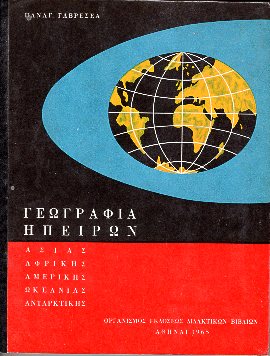 ΠΑΝΑΓ. ΓΑΒΡΕΣΕΑ
ΓΕΩΓΡΑΦΙΑ
ΗΠΕΙΡΩΝ
ΑΣΙΑΣ
ΑΦΡΙΚΗΣ
ΑΜΕΡΙΚΗΣ
ΩΚΕΑΝΙΑΣ
ΑΝΤΑΡΚΤΙΚΗΣ
ΟΡΓΑΝΙΣΜΟΣ ΕΚΔΟΣΕΩΣ ΔΙΔΑΚΤΙΚΩΝ ΒΙΒΛΙΩΝ
ΑΘΗΝΑΙ 1965